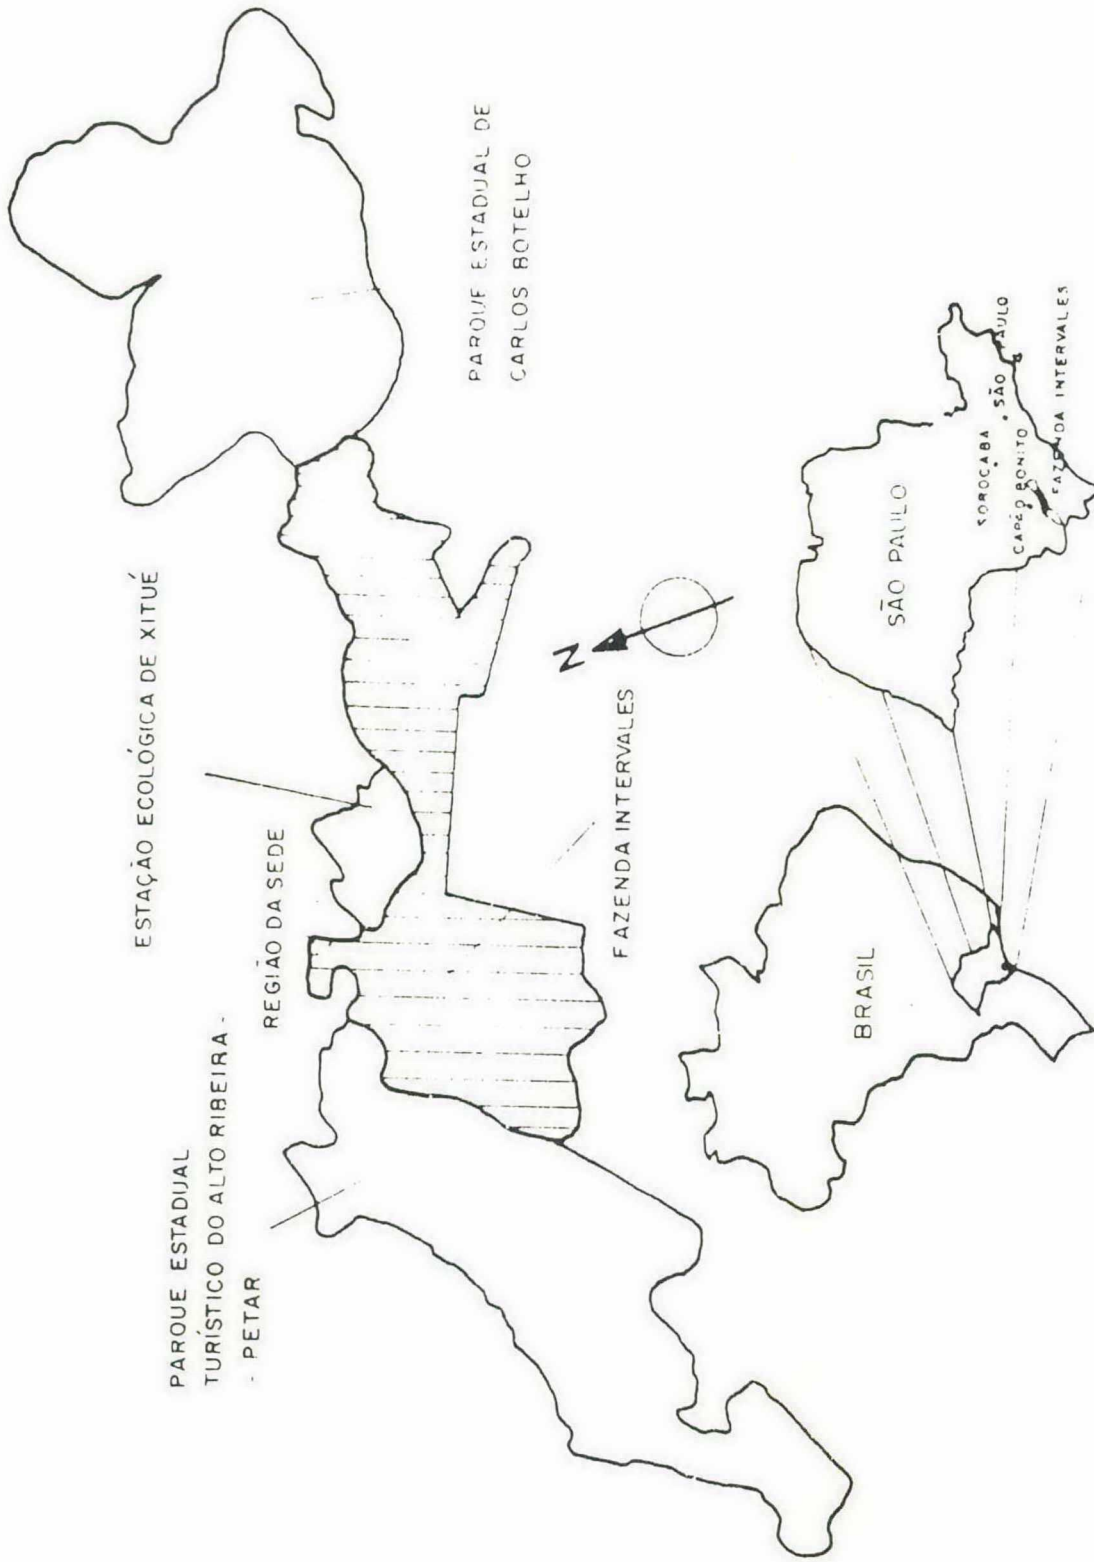 PARQUE ESTADUAL
TURÍSTICO DO ALTO RIBEIRA -
- PETAR
ESTAÇÃO ECOLÓGICA DE XITUÉ
REGIÃO DA SEDE
PARQUE ESTADUAL DE
CARLOS BOTELHO
FAZENDA INTERVALES
N
BRASIL
SÃO PAULO
SOROCABA
SÃO PAULO
CAPÃO BONITO
FAZENDA INTERVALES